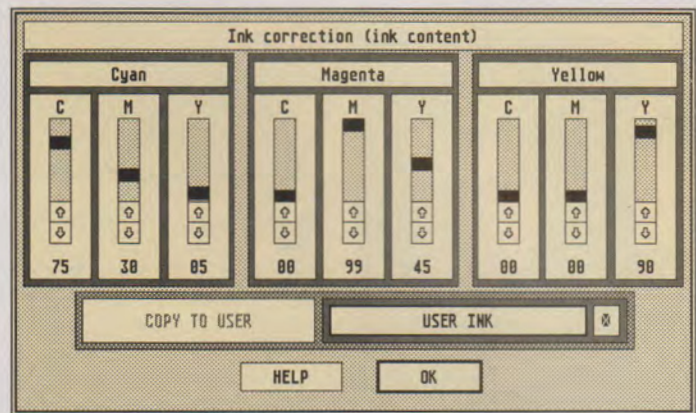 Ink correction (ink content)
Cyan Magenta Yellow
C M Y C M Y C M Y
75 30 05 00 99 45 00 00 90
COPY TO USER USER INK
HELP OK